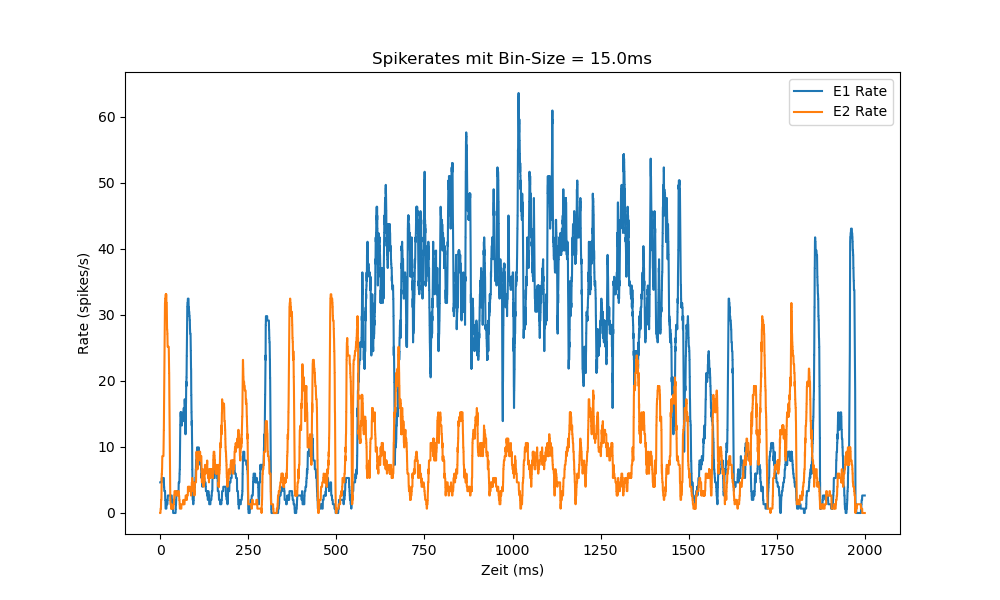 Spikerates mit Bin-Size = 15.0ms
E1 Rate
E2 Rate
60
50
40
30
20
10
0
Rate (spikes/s)
0 250 500 750 1000 1250 1500 1750 2000
Zeit (ms)